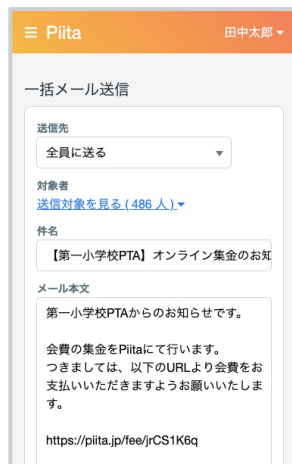 Piita
田中太郎
一括メール送信
送信先
全員に送る
対象者
送信対象を見る ( 486 人 )
件名
【第一小学校PTA】オンライン集金のお知
メール本文
第一小学校PTAからのお知らせです。
会費の集金をPiitaにて行います。
つきましては、以下のURLより会費をお
支払いいただきますようお願いいたしま
す。
https://piita.jp/fee/jrCS1K6q